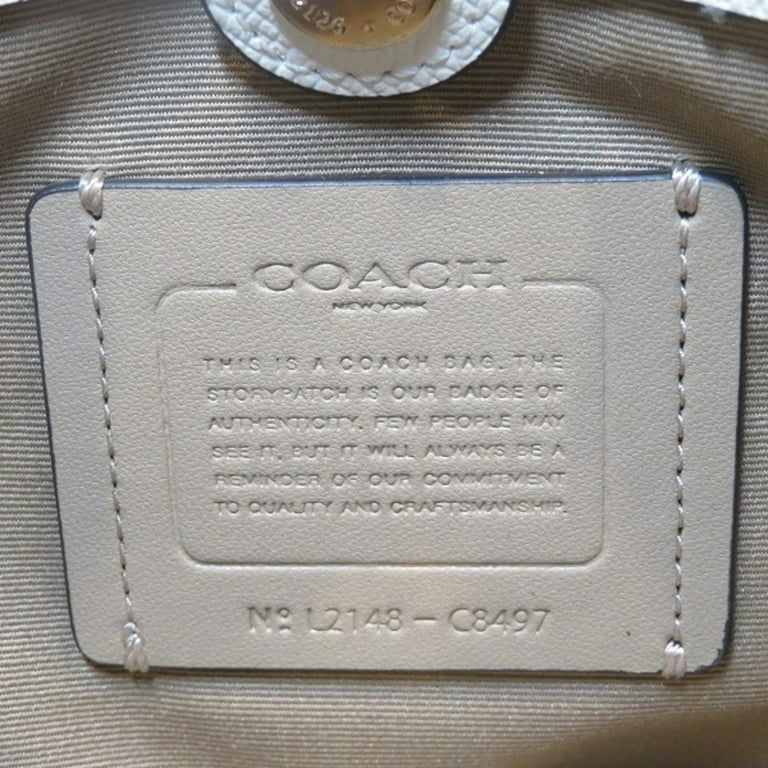 COACH
NEW YORK
THIS IS A COACH BAG. THE
STORYPATCH IS OUR BADGE OF
AUTHENTICITY. FEW PEOPLE MAY
SEE IT, BUT IT WILL ALWAYS BE A
REMINDER OF OUR COMMITMENT
TO QUALITY AND CRAFTSMANSHIP.
Nº L2148 – C8497